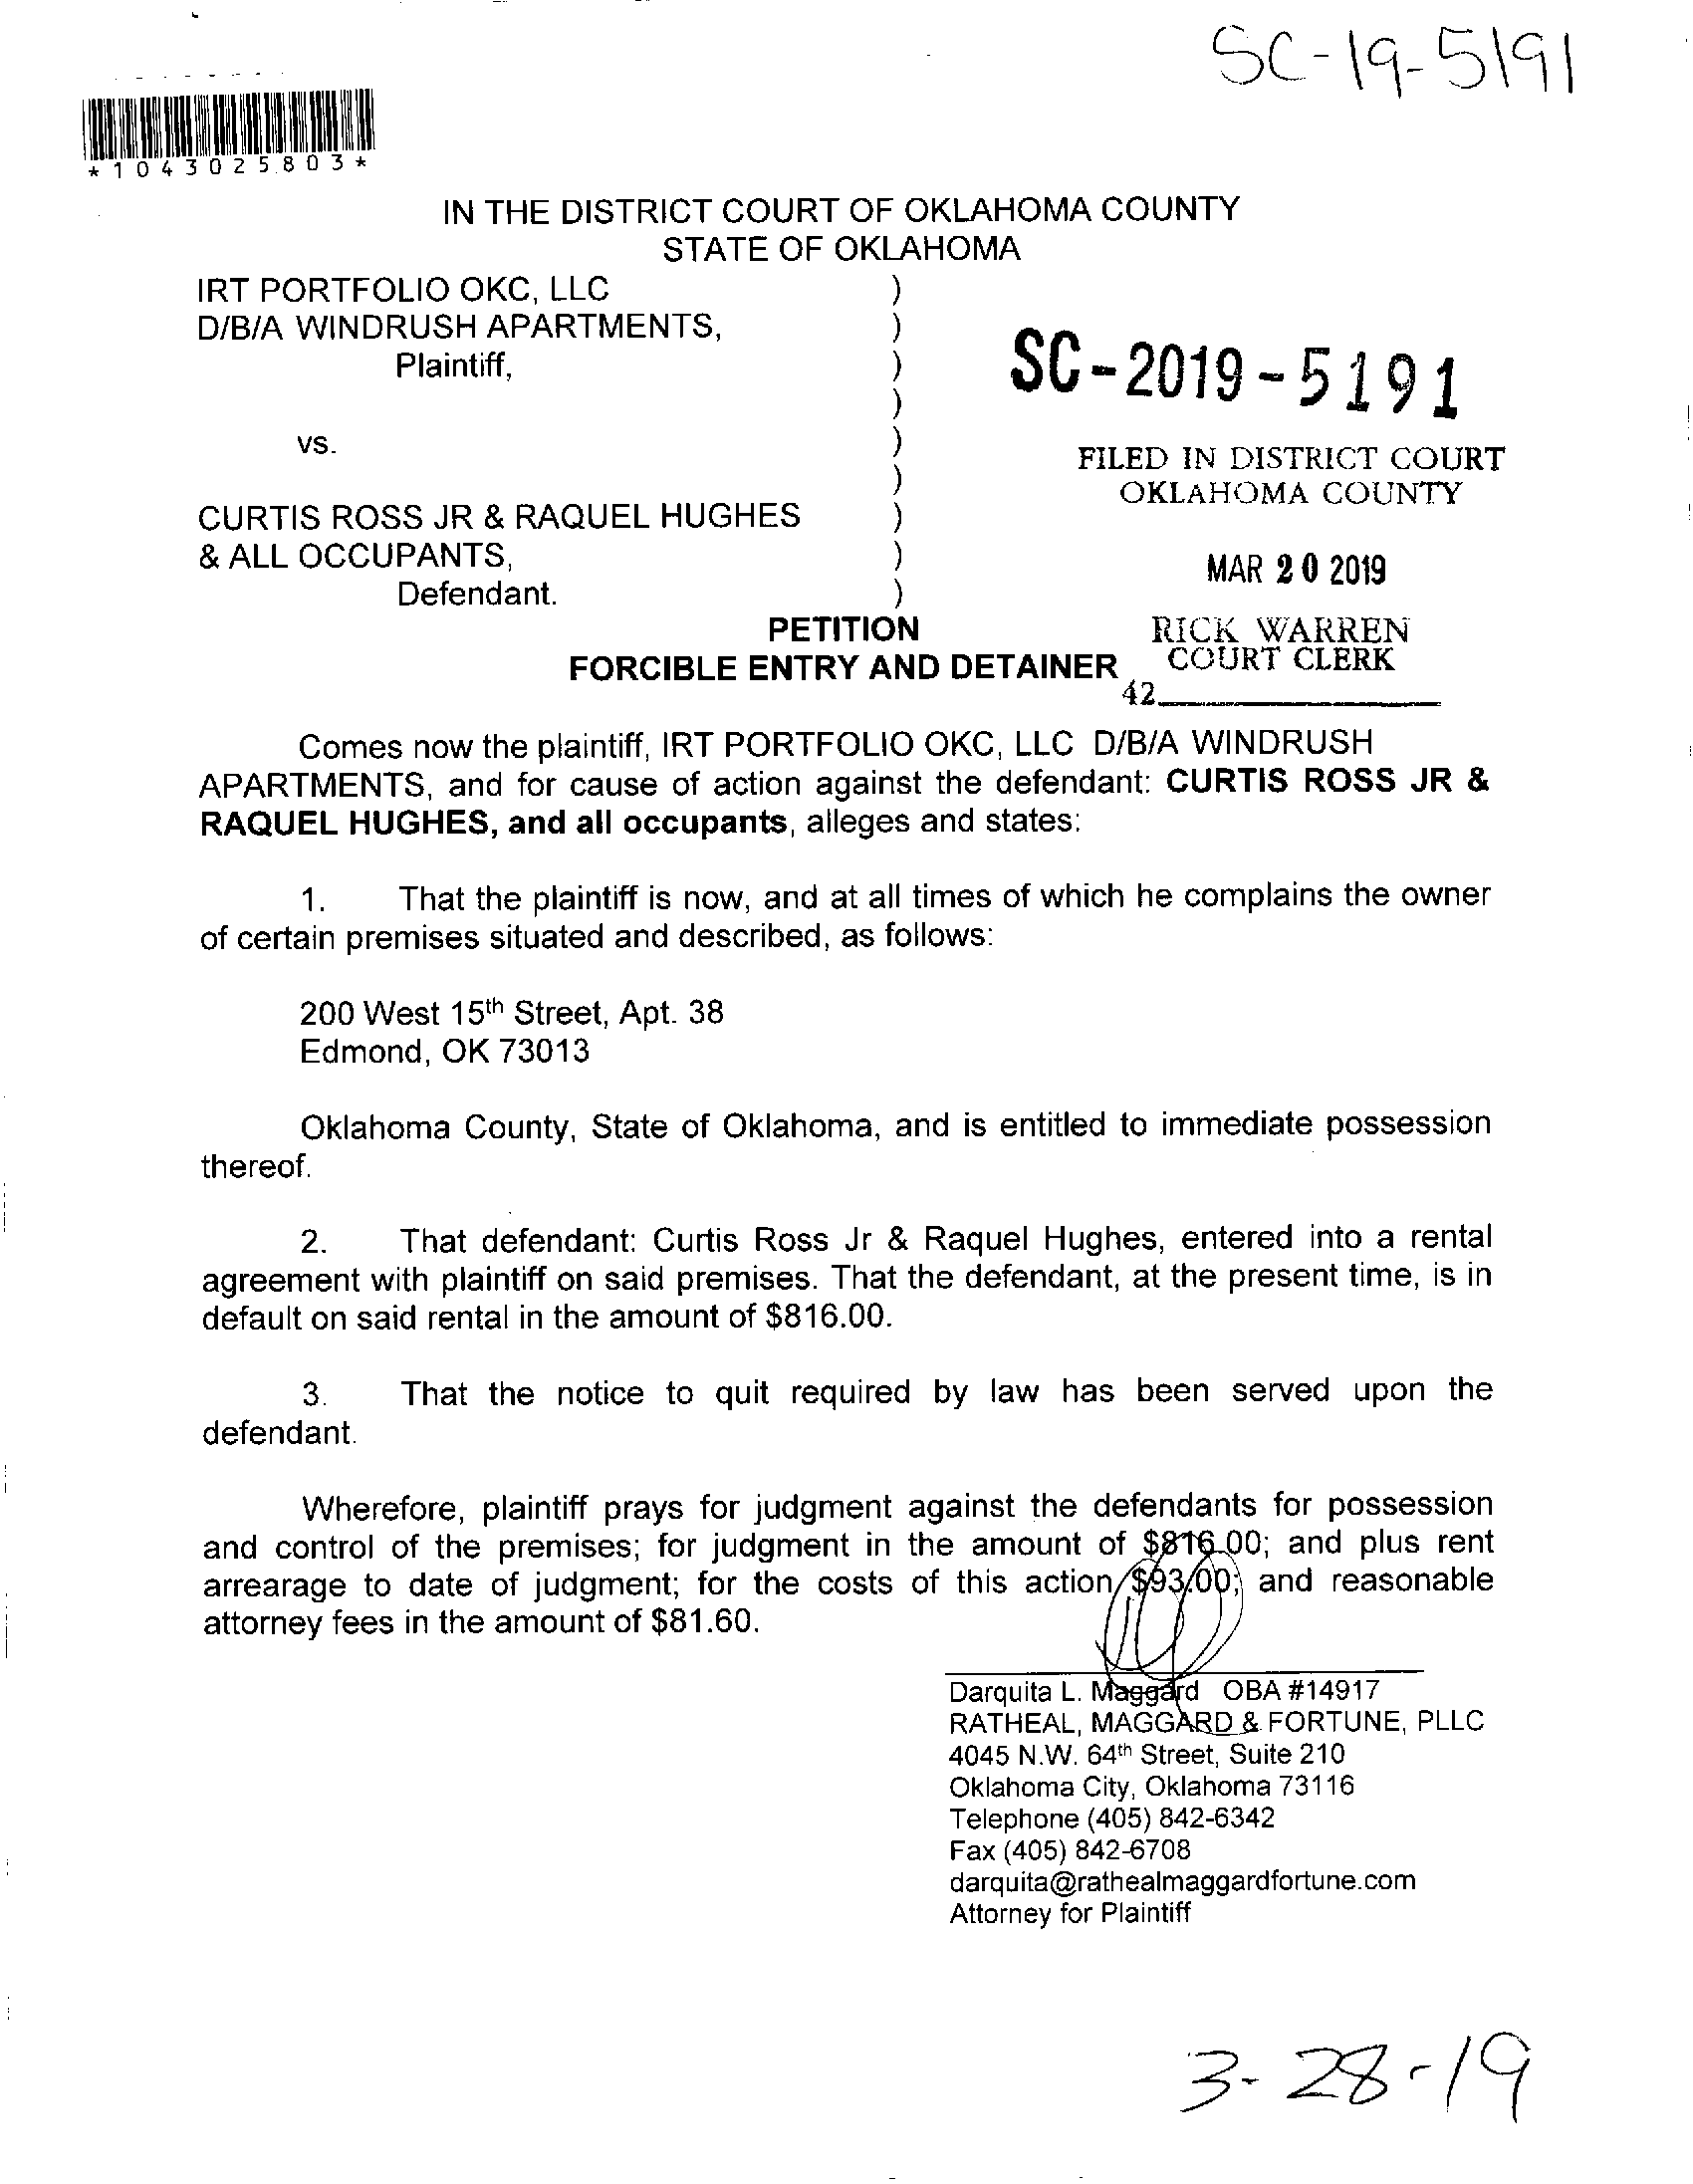 SC-19-5191
*1043025803*
IN THE DISTRICT COURT OF OKLAHOMA COUNTY
STATE OF OKLAHOMA
IRT PORTFOLIO OKC, LLC )
D/B/A WINDRUSH APARTMENTS, )
Plaintiff, )
)
vs. )
)
CURTIS ROSS JR & RAQUEL HUGHES )
& ALL OCCUPANTS, )
Defendant. )
SC-2019-5191
FILED IN DISTRICT COURT
OKLAHOMA COUNTY
MAR 20 2019
RICK WARREN
COURT CLERK
42
PETITION
FORCIBLE ENTRY AND DETAINER
Comes now the plaintiff, IRT PORTFOLIO OKC, LLC D/B/A WINDRUSH
APARTMENTS, and for cause of action against the defendant: CURTIS ROSS JR &
RAQUEL HUGHES, and all occupants, alleges and states:
1. That the plaintiff is now, and at all times of which he complains the owner
of certain premises situated and described, as follows:
200 West 15th Street, Apt. 38
Edmond, OK 73013
Oklahoma County, State of Oklahoma, and is entitled to immediate possession
thereof.
2. That defendant: Curtis Ross Jr & Raquel Hughes, entered into a rental
agreement with plaintiff on said premises. That the defendant, at the present time, is in
default on said rental in the amount of $816.00.
3. That the notice to quit required by law has been served upon the
defendant.
Wherefore, plaintiff prays for judgment against the defendants for possession
and control of the premises; for judgment in the amount of $816.00; and plus rent
arrearage to date of judgment; for the costs of this action $93.00; and reasonable
attorney fees in the amount of $81.60.
Darquita L. Maggard OBA #14917
RATHEAL, MAGGARD & FORTUNE, PLLC
4045 N.W. 64th Street, Suite 210
Oklahoma City, Oklahoma 73116
Telephone (405) 842-6342
Fax (405) 842-6708
darquita@rathealmaggardfortune.com
Attorney for Plaintiff
3-28-19